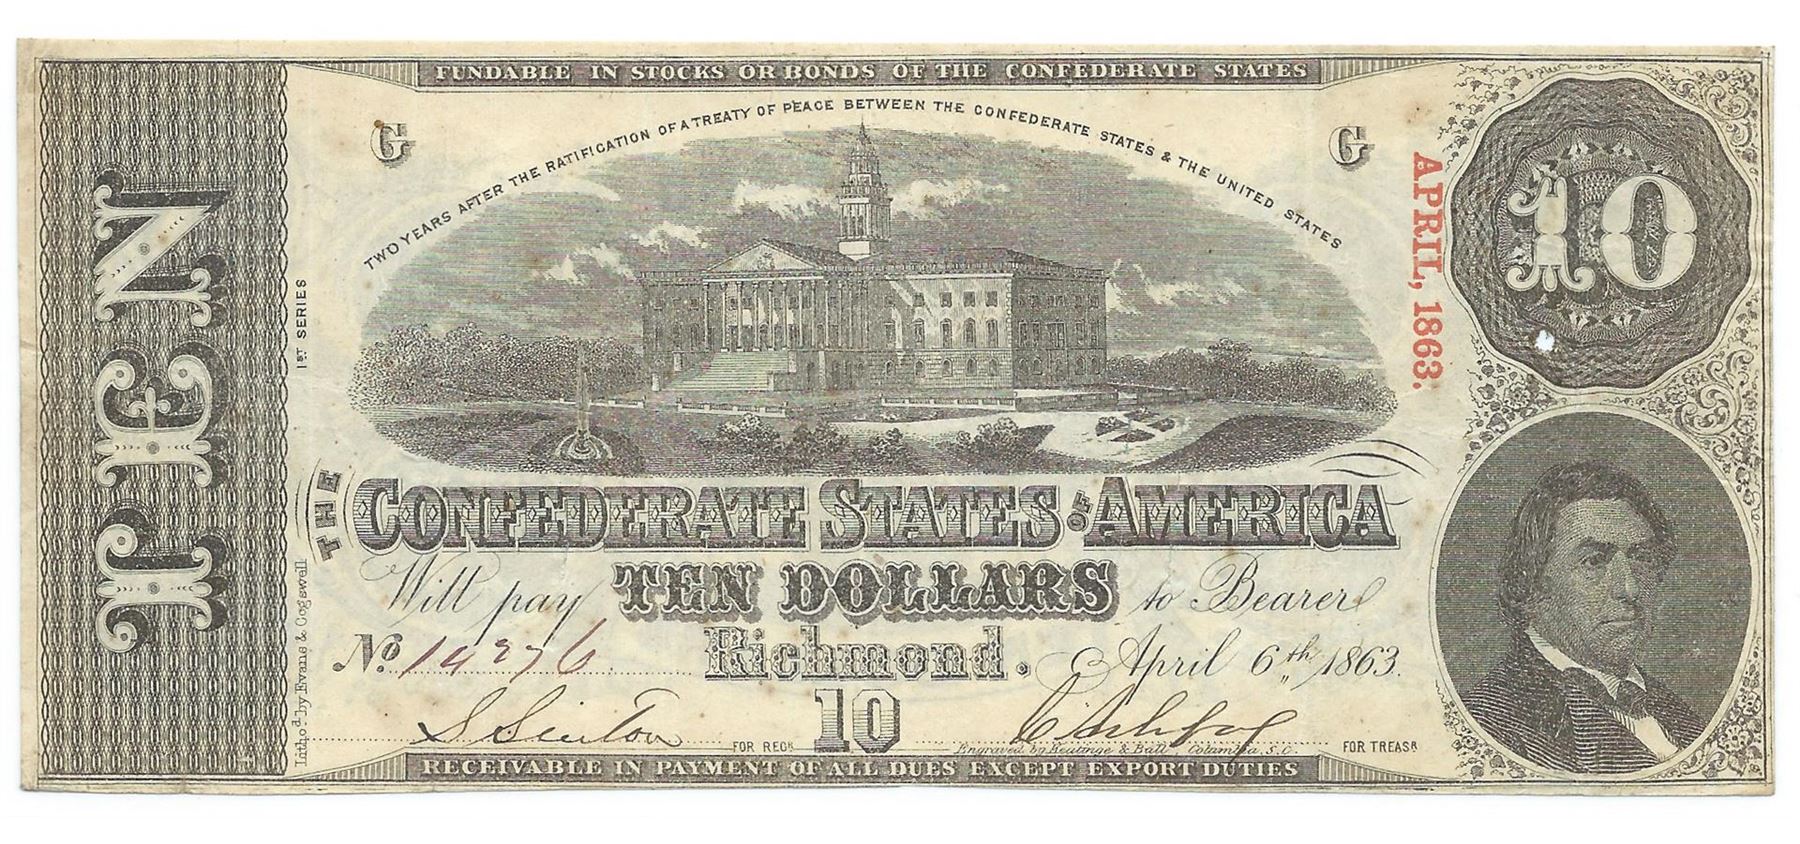 FUNDABLE IN STOCKS OR BONDS OF THE CONFEDERATE STATES
TWO YEARS AFTER THE RATIFICATION OF A TREATY OF PEACE BETWEEN THE CONFEDERATE STATES & THE UNITED STATES
G
G
10
APRIL, 1863.
TEN
1ST SERIES
THE CONFEDERATE STATES OF AMERICA
Will pay TEN DOLLARS to Bearer
No. 14276 Richmond. April 6th, 1863.
10
FOR REGR
FOR TREASR
Engraved by Keatinge & Ball Columbia, S.C.
Lithod by Evans & Cogswell
RECEIVABLE IN PAYMENT OF ALL DUES EXCEPT EXPORT DUTIES